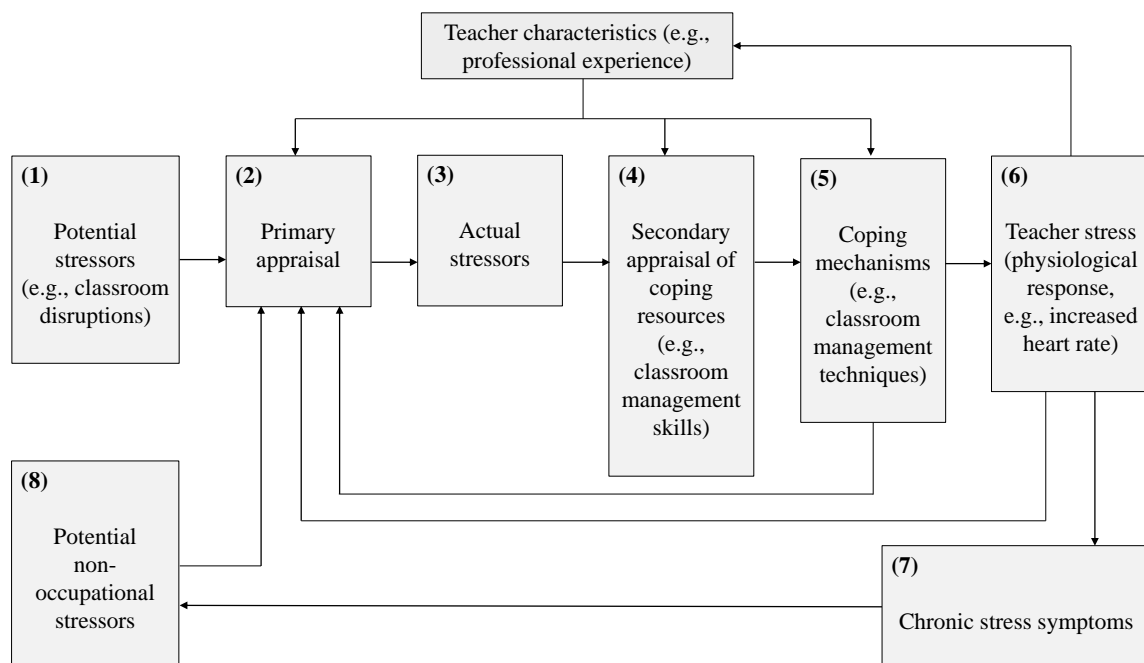 Teacher characteristics (e.g.,
professional experience)
(1)
Potential
stressors
(e.g., classroom
disruptions)
(2)
Primary
appraisal
(3)
Actual
stressors
(4)
Secondary
appraisal of
coping
resources
(e.g.,
classroom
management
skills)
(5)
Coping
mechanisms
(e.g.,
classroom
management
techniques)
(6)
Teacher stress
(physiological
response,
e.g., increased
heart rate)
(8)
Potential
non-
occupational
stressors
(7)
Chronic stress symptoms